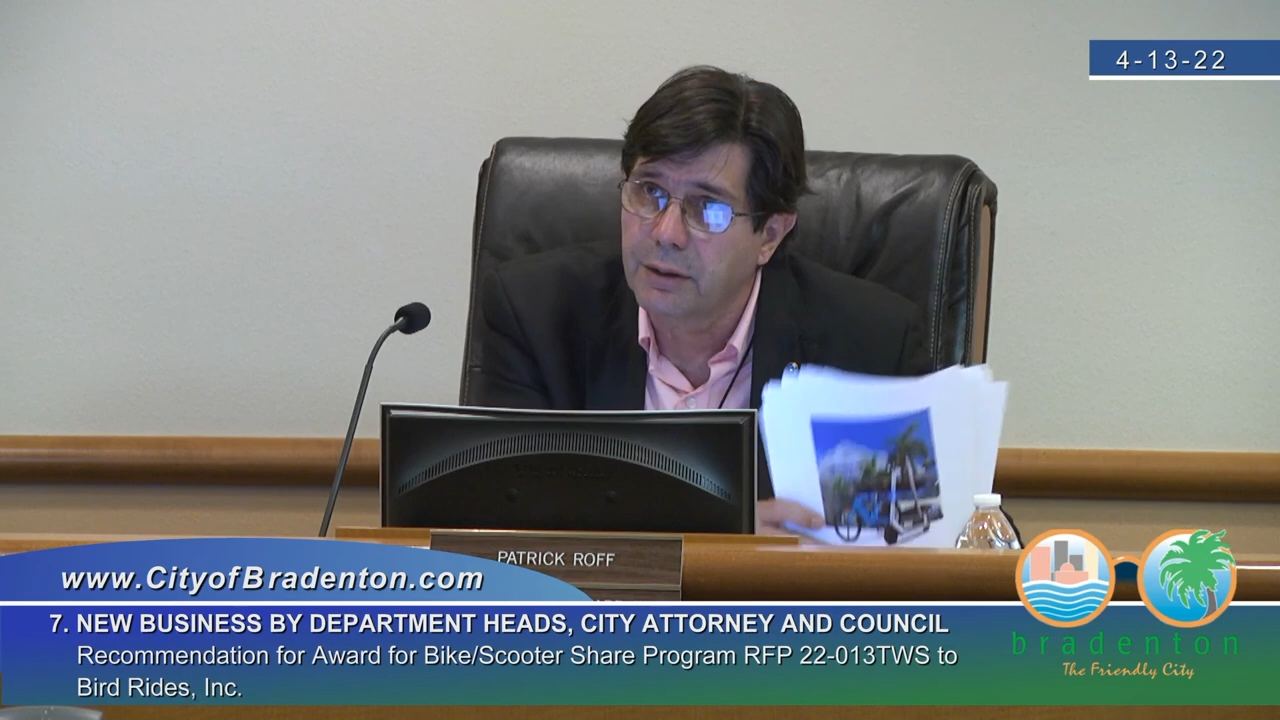 4-13-22
PATRICK ROFF
www.CityofBradenton.com
7. NEW BUSINESS BY DEPARTMENT HEADS, CITY ATTORNEY AND COUNCIL
Recommendation for Award for Bike/Scooter Share Program RFP 22-013TWS to
Bird Rides, Inc.
bradenton
The Friendly City